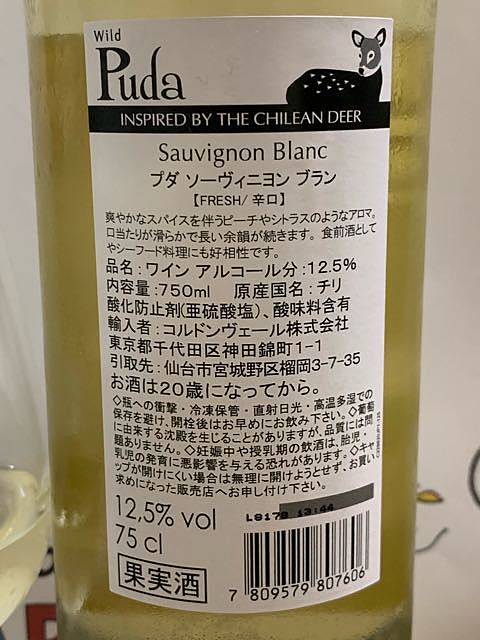 Wild
Puda
INSPIRED BY THE CHILEAN DEER
Sauvignon Blanc
プダ ソーヴィニヨン ブラン
【FRESH/ 辛口】
爽やかなスパイスを伴うピーチやシトラスのようなアロマ。
口当たりが滑らかで長い余韻が続きます。食前酒として
やシーフード料理にも好相性です。
品名：ワイン アルコール分：12.5%
内容量：750ml 原産国名：チリ
酸化防止剤(亜硫酸塩)、酸味料含有
輸入者：コルドンヴェール株式会社
東京都千代田区神田錦町1-1
引取先：仙台市宮城野区榴岡3-7-35
お酒は20歳になってから。
◇瓶への衝撃・冷凍保管・直射日光・高温多湿での
保存を避け、開栓後はお早めにお飲み下さい。◇葡萄
に由来する沈殿を生じることがありますが、品質には問
題ありません。◇妊娠中や授乳期の飲酒は、胎児・
乳児の発育に悪影響を与える恐れがあります。◇キャ
ップが開けにくい場合は無理に開けようとせず、お買い
求めになった販売店へお申し付け下さい。
12,5% vol
75 cl
果実酒
L8178 13:44
7 809579 807606